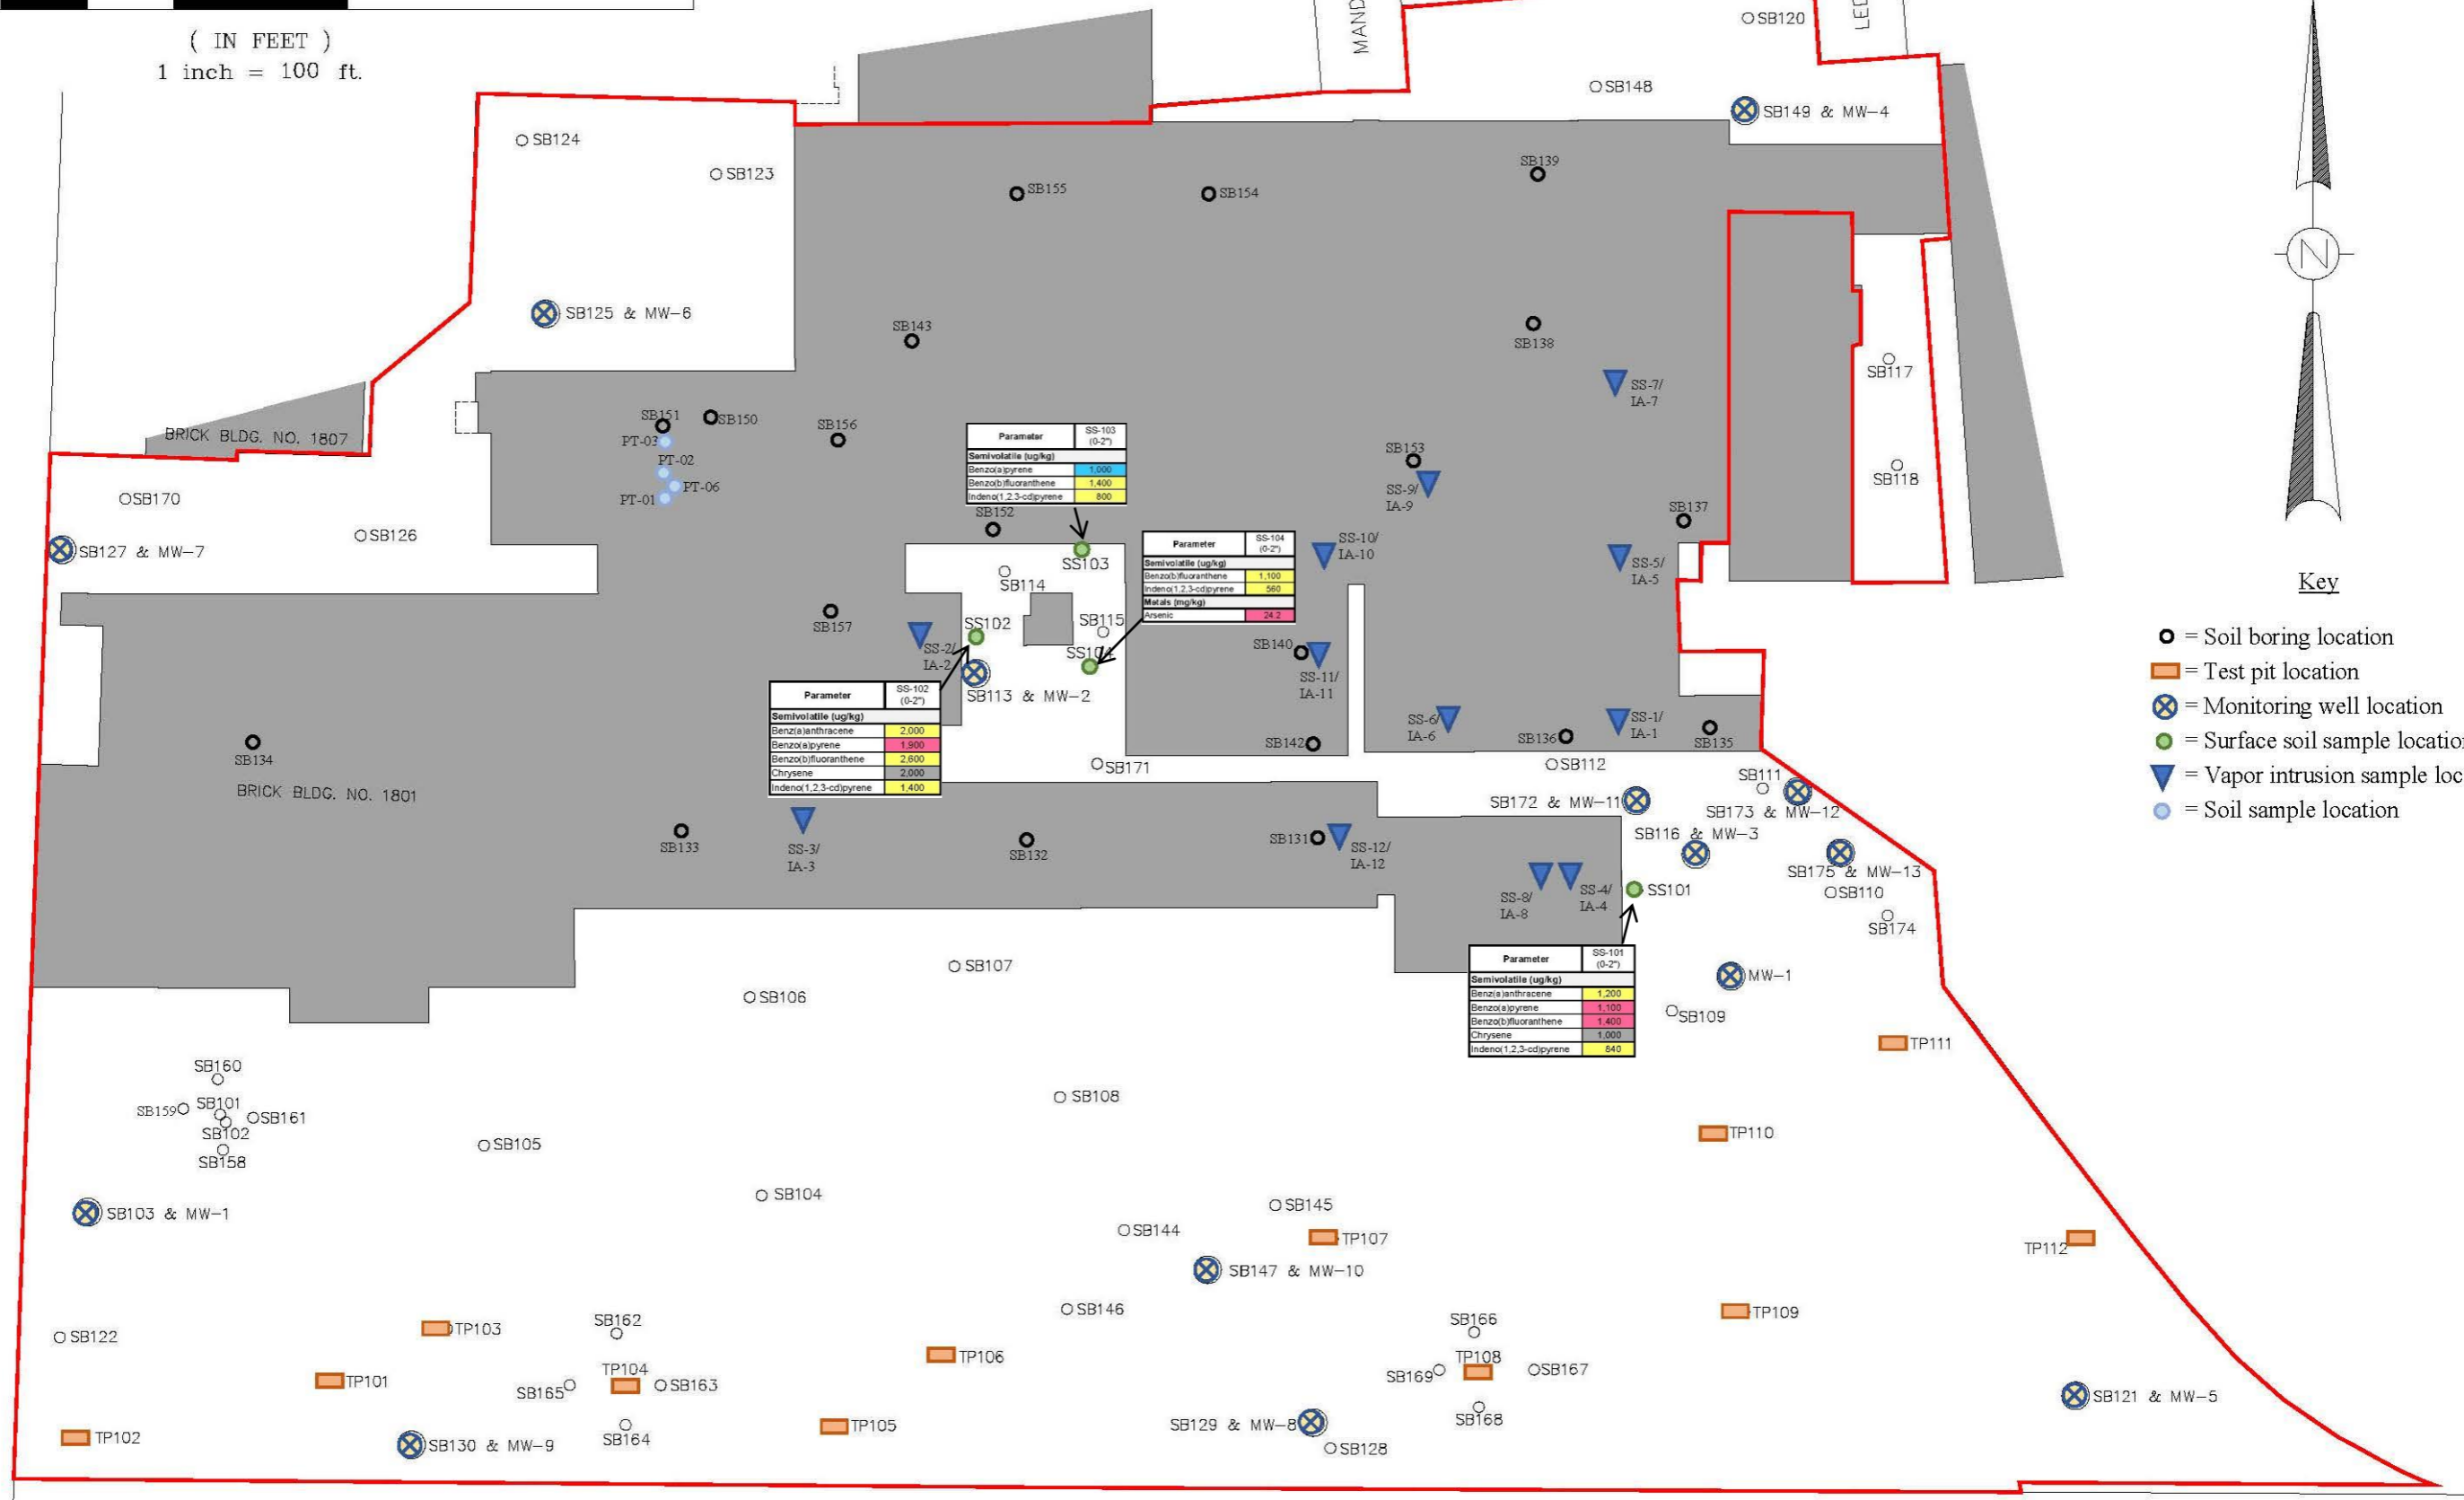 ( IN FEET )
1 inch = 100 ft.
MAND
SB120
SB148
SB149 & MW-4
SB124
SB123
SB155
SB154
SB139
N
SB125 & MW-6
SB143
SB138
SB117
SS-7/
IA-7
BRICK BLDG. NO. 1807
SB151
SB150
SB156
PT-03
PT-02
PT-06
PT-01
SB153
SS-9/
IA-9
SB118
SB170
SB126
SB127 & MW-7
Parameter
SS-103
(0-2")
Semivolatile (ug/kg)
Benzo(a)pyrene 1,000
Benzo(b)fluoranthene 1,400
Indeno(1,2,3-cd)pyrene 800
SB152
SS103
SB114
SB137
SS-10/
IA-10
SS-5/
IA-5
Parameter
SS-104
(0-2")
Semivolatile (ug/kg)
Benzo(b)fluoranthene 1,100
Indeno(1,2,3-cd)pyrene 560
Metals (mg/kg)
Arsenic 24.2
Key
= Soil boring location
= Test pit location
= Monitoring well location
= Surface soil sample location
= Vapor intrusion sample loc
= Soil sample location
SB157
SS-2/
IA-2
SS102
SB115
SS104
SB113 & MW-2
SB140
SS-11/
IA-11
SB142
SS-6/
IA-6
SB136
SS-1/
IA-1
SB135
SB134
BRICK BLDG. NO. 1801
Parameter
SS-102
(0-2")
Semivolatile (ug/kg)
Benz(a)anthracene 2,000
Benzo(a)pyrene 1,900
Benzo(b)fluoranthene 2,600
Chrysene 2,000
Indeno(1,2,3-cd)pyrene 1,400
SB171
SB112
SB111
SB172 & MW-11
SB173 & MW-12
SB116 & MW-3
SB175 & MW-13
SB110
SB174
SB133
SS-3/
IA-3
SB132
SB131
SS-12/
IA-12
SS-8/
IA-8
SS-4/
IA-4
SS101
Parameter
SS-101
(0-2")
Semivolatile (ug/kg)
Benz(a)anthracene 1,200
Benzo(a)pyrene 1,100
Benzo(b)fluoranthene 1,400
Chrysene 1,000
Indeno(1,2,3-cd)pyrene 840
MW-1
SB109
SB107
SB106
TP111
SB160
SB159
SB101
SB161
SB102
SB158
SB108
SB105
TP110
SB104
SB103 & MW-1
SB145
SB144
TP107
TP112
SB147 & MW-10
SB146
TP109
SB122
TP103
SB162
SB166
TP106
TP101
TP104
SB165
SB163
TP108
SB169
SB167
SB121 & MW-5
TP102
SB130 & MW-9
SB164
TP105
SB129 & MW-8
SB168
SB128